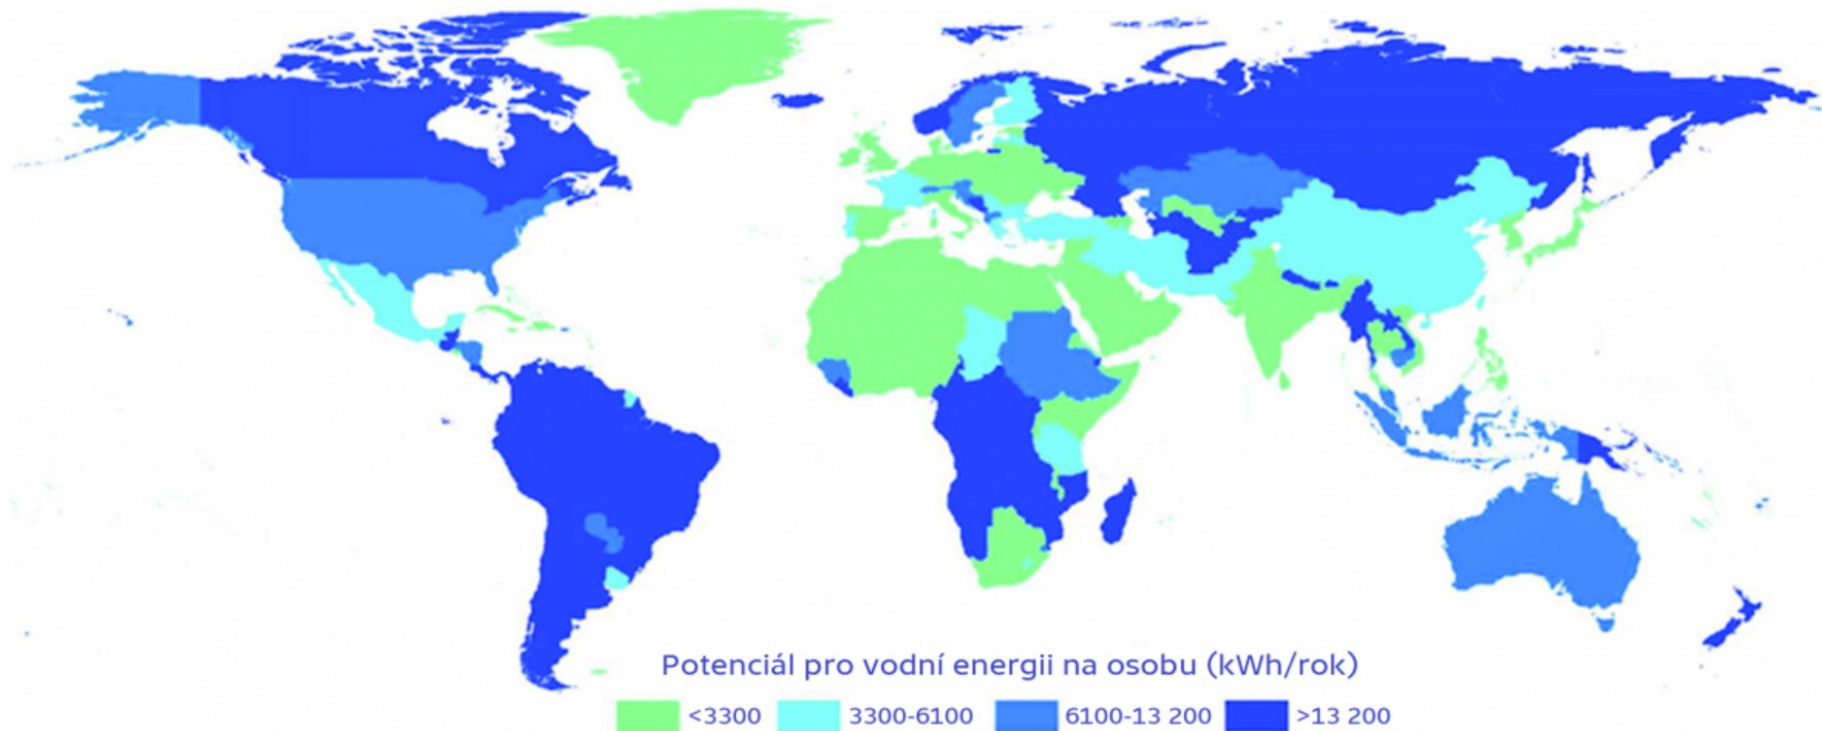 Potenciál pro vodní energii na osobu (kWh/rok)
<3300 3300-6100 6100-13 200 >13 200